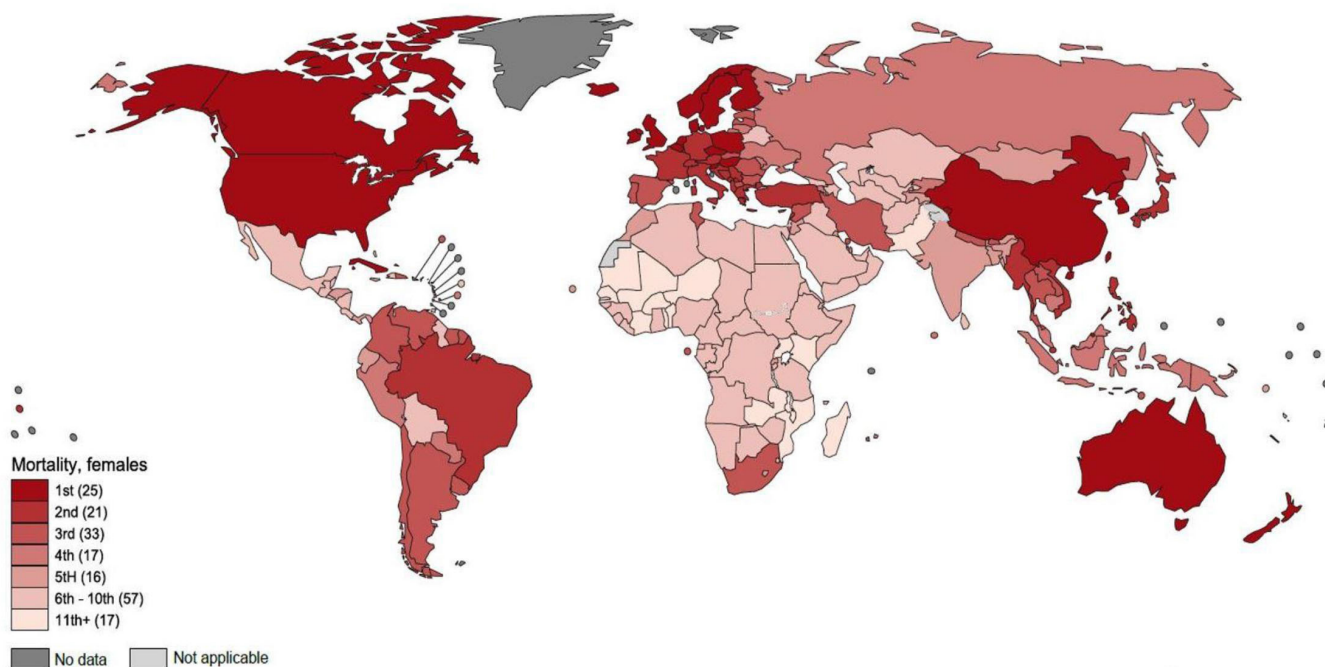 Mortality, females
1st (25)
2nd (21)
3rd (33)
4th (17)
5tH (16)
6th - 10th (57)
11th+ (17)
No data
Not applicable